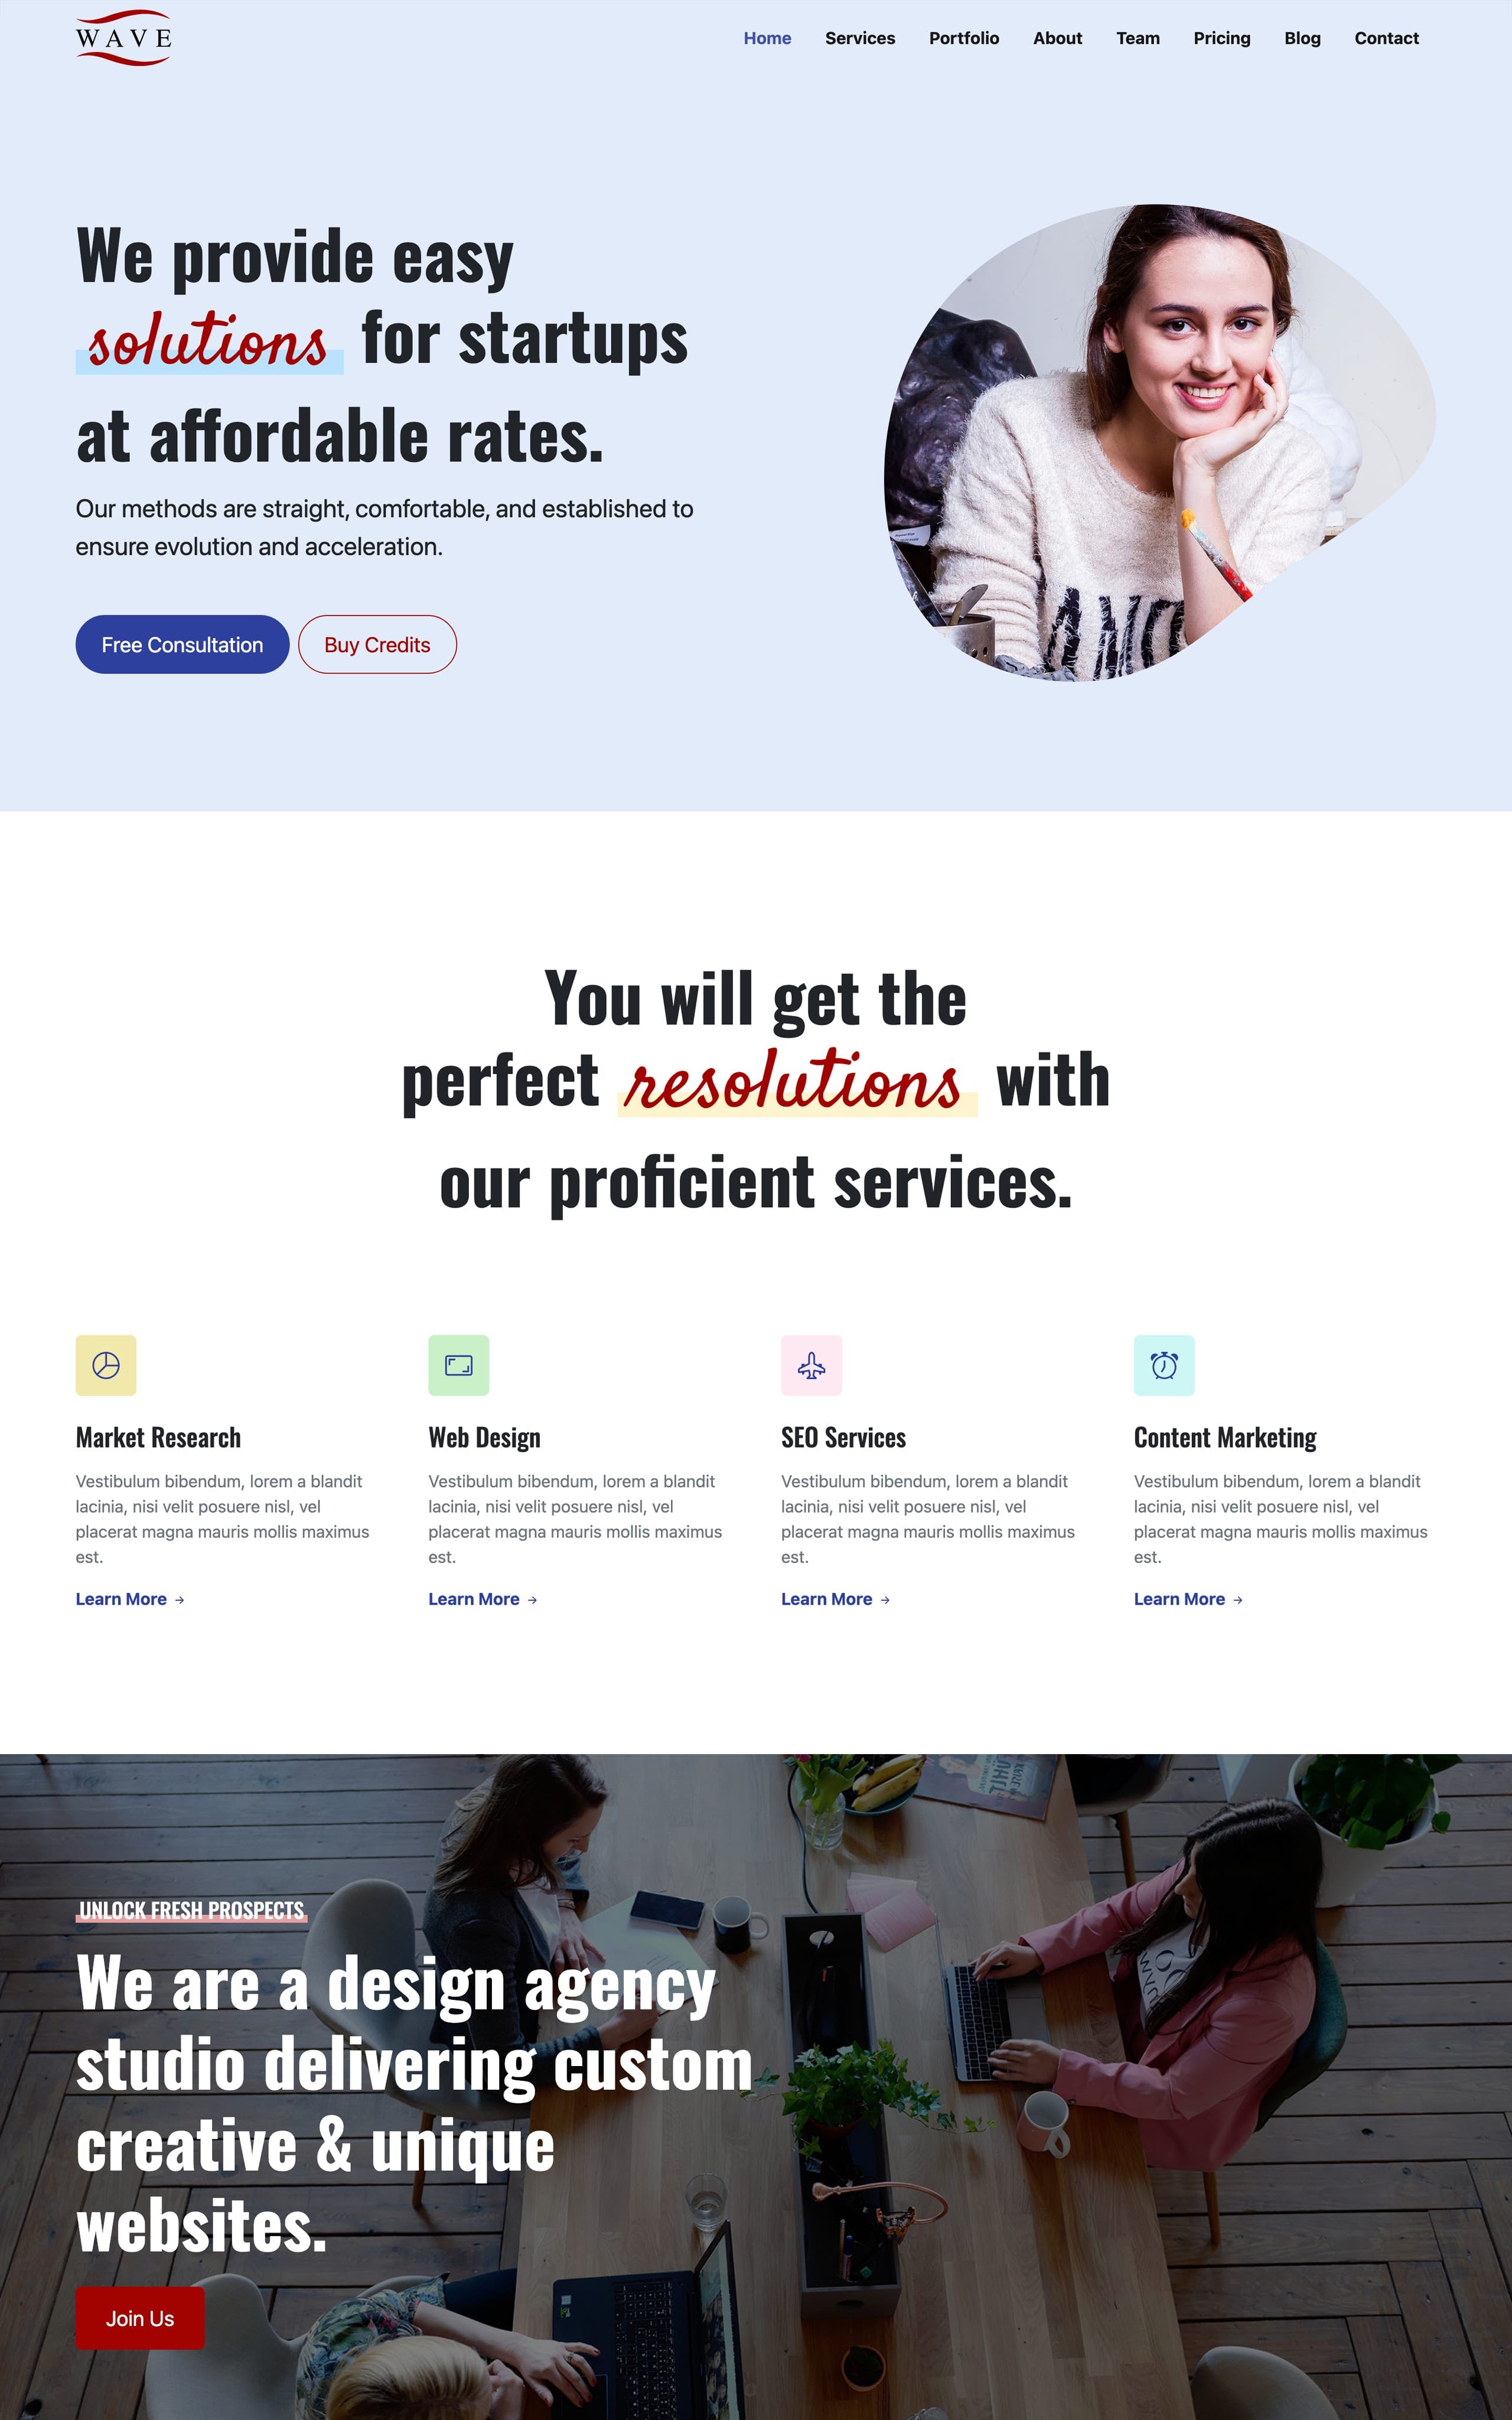 WAVE
Home Services Portfolio About Team Pricing Blog Contact
We provide easy
solutions for startups
at affordable rates.
Our methods are straight, comfortable, and established to
ensure evolution and acceleration.
Free Consultation Buy Credits
You will get the
perfect resolutions with
our proficient services.
Market Research
Vestibulum bibendum, lorem a blandit
lacinia, nisi velit posuere nisl, vel
placerat magna mauris mollis maximus
est.
Learn More →
Web Design
Vestibulum bibendum, lorem a blandit
lacinia, nisi velit posuere nisl, vel
placerat magna mauris mollis maximus
est.
Learn More →
SEO Services
Vestibulum bibendum, lorem a blandit
lacinia, nisi velit posuere nisl, vel
placerat magna mauris mollis maximus
est.
Learn More →
Content Marketing
Vestibulum bibendum, lorem a blandit
lacinia, nisi velit posuere nisl, vel
placerat magna mauris mollis maximus
est.
Learn More →
UNLOCK FRESH PROSPECTS
We are a design agency
studio delivering custom
creative & unique
websites.
Join Us